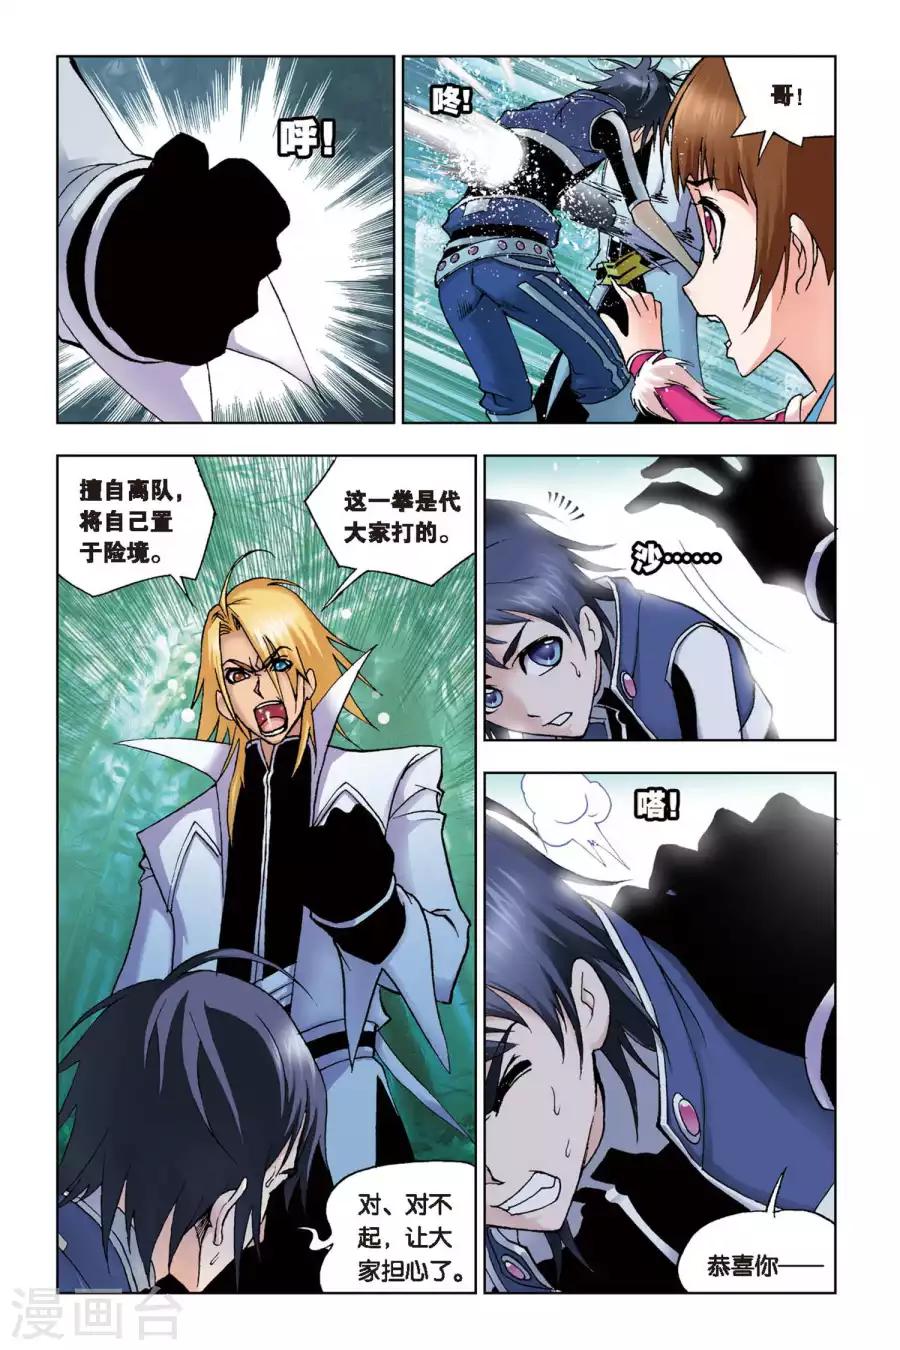 呼！
咚！
哥！
擅自离队，
将自己置
于险境。
这一拳是代
大家打的。
沙……
嗒！
对、对不
起，让大
家担心了。
恭喜你——
漫画台